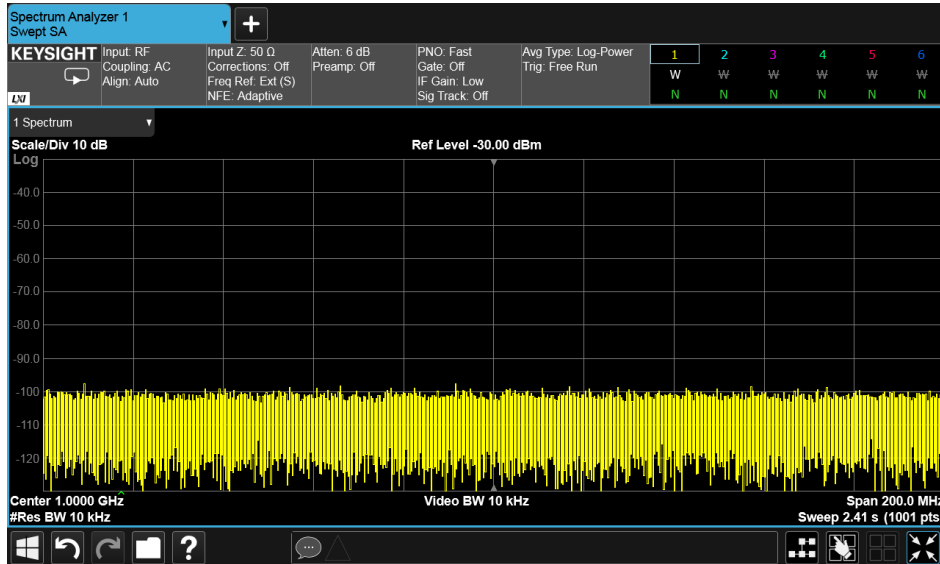 Spectrum Analyzer 1
Swept SA
KEYSIGHT
LXI
Input: RF
Coupling: AC
Align: Auto
Input Z: 50 Ω
Corrections: Off
Freq Ref: Ext (S)
NFE: Adaptive
Atten: 6 dB
Preamp: Off
PNO: Fast
Gate: Off
IF Gain: Low
Sig Track: Off
Avg Type: Log-Power
Trig: Free Run
1 2 3 4 5 6
W W W W W W
N N N N N N
1 Spectrum
Scale/Div 10 dB
Ref Level -30.00 dBm
Log
-40.0
-50.0
-60.0
-70.0
-80.0
-90.0
-100
-110
-120
Center 1.0000 GHz
Video BW 10 kHz
Span 200.0 MHz
#Res BW 10 kHz
Sweep 2.41 s (1001 pts
?